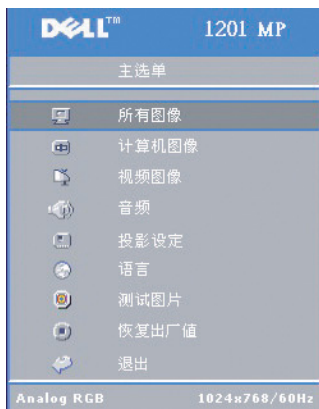 DELL™ 1201 MP
主选单
所有图像
计算机图像
视频图像
音频
投影设定
语言
测试图片
恢复出厂值
退出
Analog RGB 1024x768/60Hz